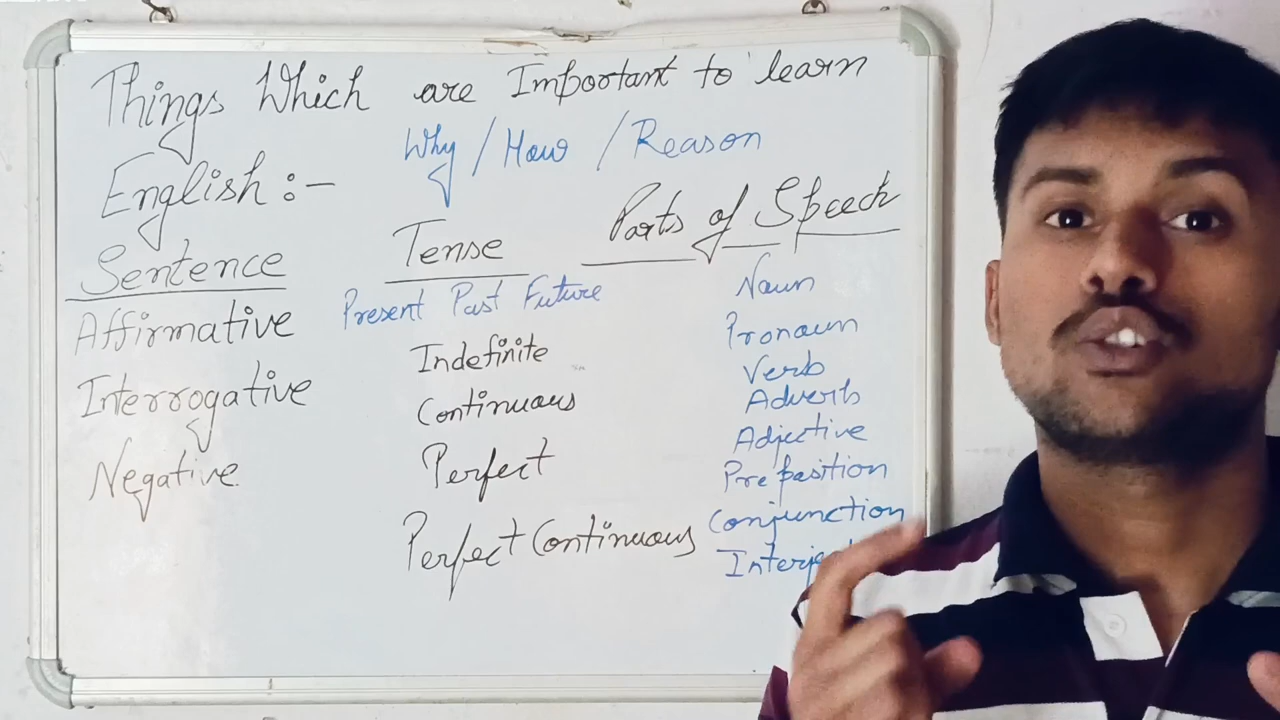 Things Which are Important to learn
English :-
Why / How / Reason
Sentence
Affirmative
Interrogative
Negative
Tense
Present Past Future
Indefinite
Continuous
Perfect
Perfect Continuous
Parts of Speech
Noun
Pronoun
Verb
Adverb
Adjective
Preposition
Conjunction
Interje